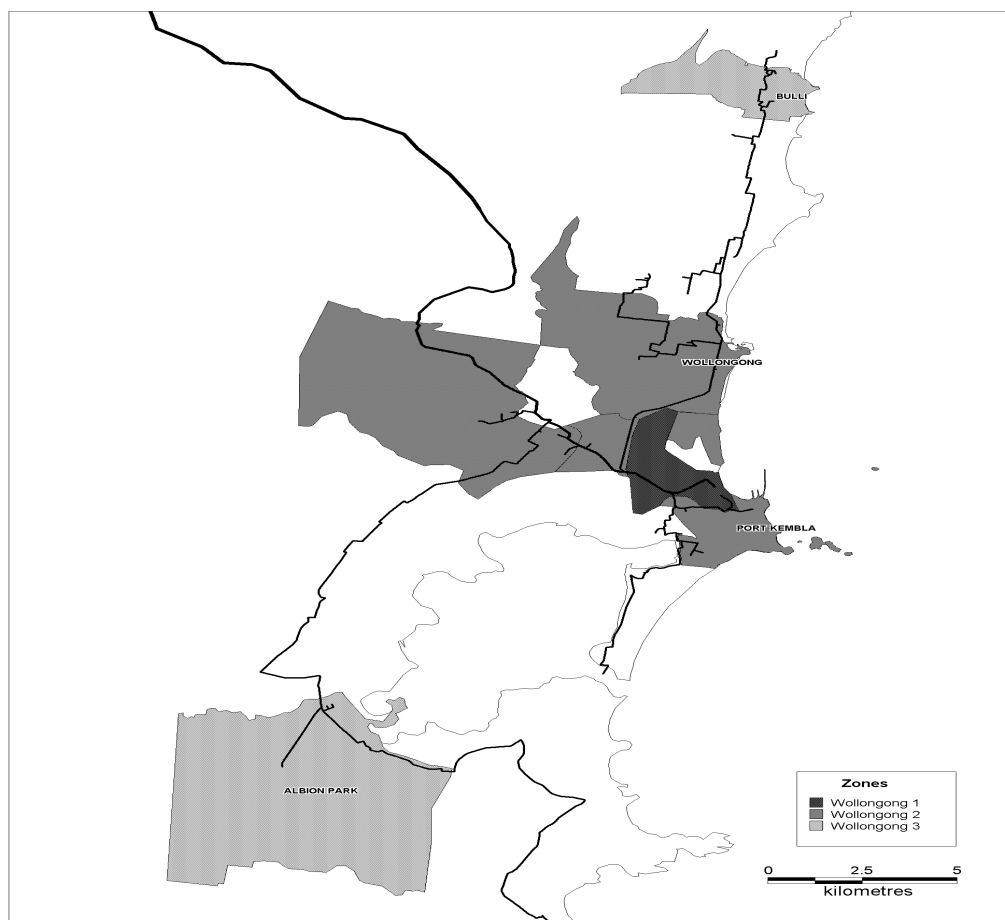 BULLI
WOLLONGONG
PORT KEMBLA
ALBION PARK
Zones
Wollongong 1
Wollongong 2
Wollongong 3
0 2.5 5
kilometres